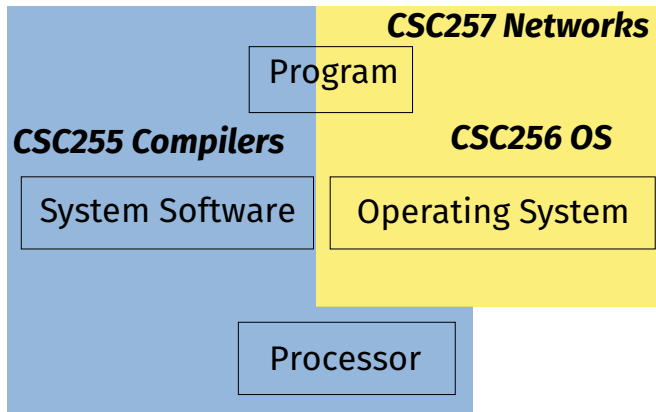 CSC257 Networks
Program
CSC255 Compilers
CSC256 OS
System Software
Operating System
Processor